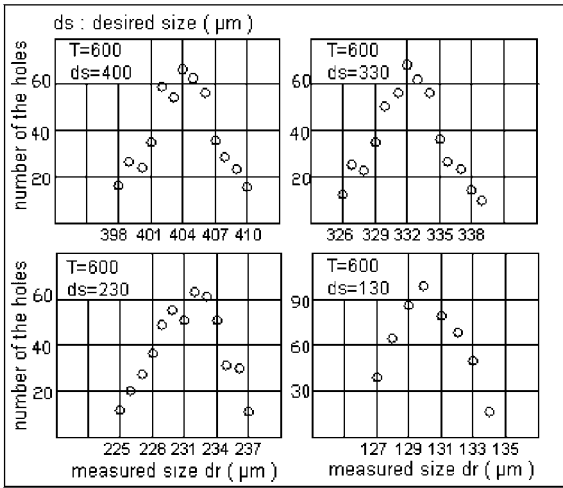 ds : desired size ( µm )
number of the holes
T=600
ds=400
60
40
20
398 401 404 407 410
T=600
ds=330
60
40
20
326 329 332 335 338
number of the holes
T=600
ds=230
60
40
20
225 228 231 234 237
measured size dr ( µm )
T=600
ds=130
90
60
30
127 129 131 133 135
measured size dr ( µm )